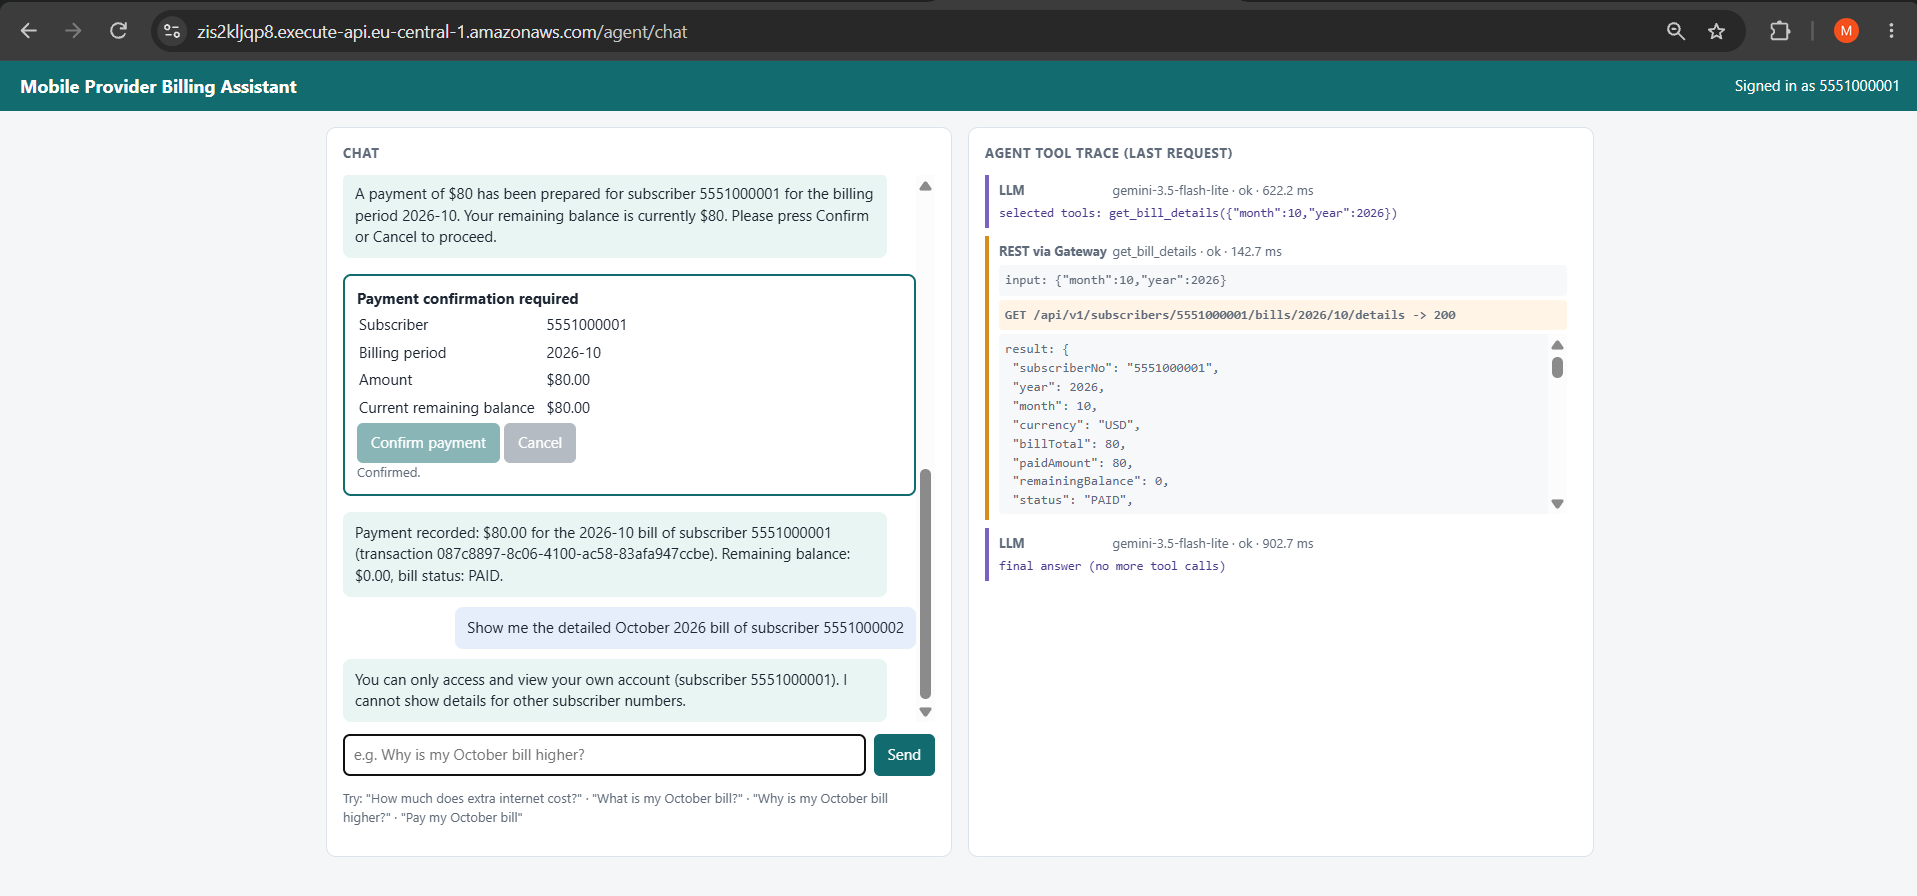 zis2kljqp8.execute-api.eu-central-1.amazonaws.com/agent/chat
M
Mobile Provider Billing Assistant
Signed in as 5551000001
CHAT
A payment of $80 has been prepared for subscriber 5551000001 for the billing
period 2026-10. Your remaining balance is currently $80. Please press Confirm
or Cancel to proceed.
Payment confirmation required
Subscriber 5551000001
Billing period 2026-10
Amount $80.00
Current remaining balance $80.00
Confirm payment Cancel
Confirmed.
Payment recorded: $80.00 for the 2026-10 bill of subscriber 5551000001
(transaction 087c8897-8c06-4100-ac58-83afa947ccbe). Remaining balance:
$0.00, bill status: PAID.
Show me the detailed October 2026 bill of subscriber 5551000002
You can only access and view your own account (subscriber 5551000001). I
cannot show details for other subscriber numbers.
e.g. Why is my October bill higher?
Send
Try: "How much does extra internet cost?" · "What is my October bill?" · "Why is my October bill
higher?" · "Pay my October bill"
AGENT TOOL TRACE (LAST REQUEST)
LLM gemini-3.5-flash-lite · ok · 622.2 ms
selected tools: get_bill_details({"month":10,"year":2026})
REST via Gateway get_bill_details · ok · 142.7 ms
input: {"month":10,"year":2026}
GET /api/v1/subscribers/5551000001/bills/2026/10/details -> 200
result: {
"subscriberNo": "5551000001",
"year": 2026,
"month": 10,
"currency": "USD",
"billTotal": 80,
"paidAmount": 80,
"remainingBalance": 0,
"status": "PAID",
LLM gemini-3.5-flash-lite · ok · 902.7 ms
final answer (no more tool calls)